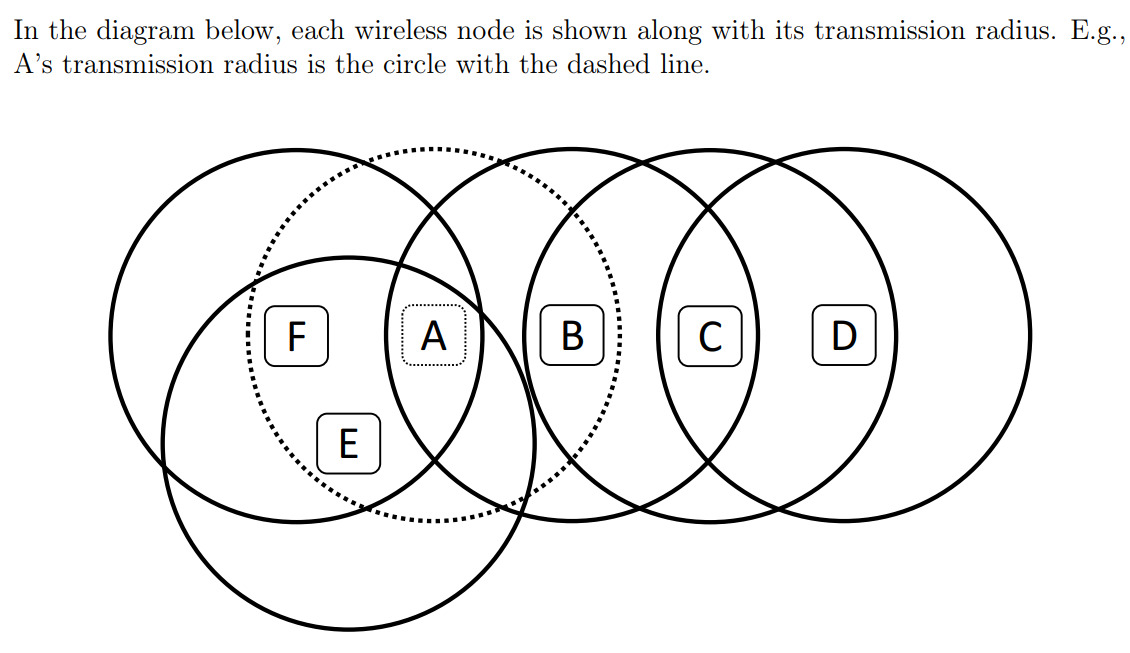 In the diagram below, each wireless node is shown along with its transmission radius. E.g.,
A’s transmission radius is the circle with the dashed line.
F A B C D
E